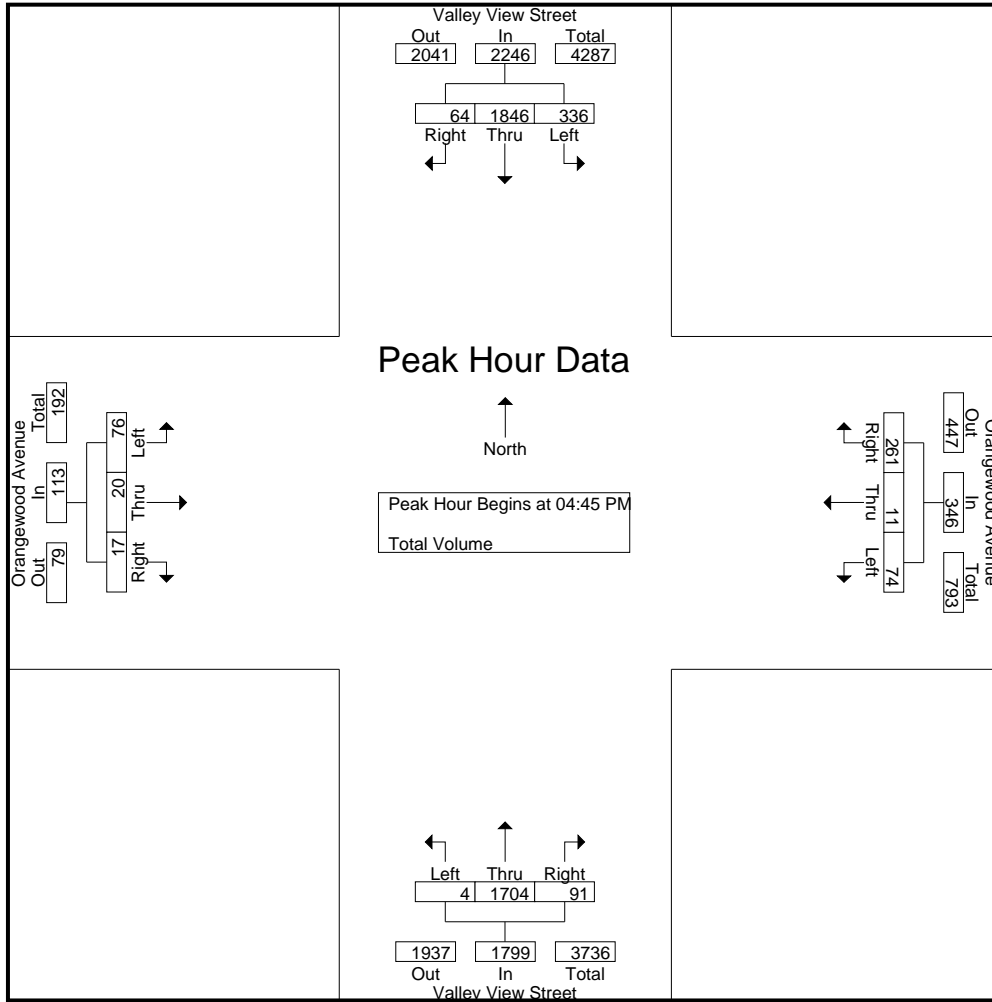 Valley View Street
Out In Total
2041 2246 4287
64 1846 336
Right Thru Left
Peak Hour Data
North
Peak Hour Begins at 04:45 PM
Total Volume
Orangewood Avenue
Total In Out
192 113 79
76 20 17
Left Thru Right
Orangewood Avenue
Out In Total
447 346 793
261 11 74
Right Thru Left
Left Thru Right
4 1704 91
1937 1799 3736
Out In Total
Valley View Street